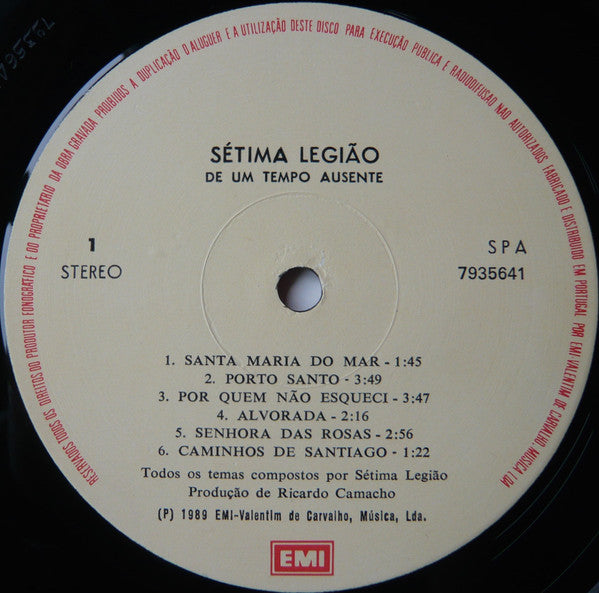 RESERVADOS TODOS OS DIREITOS DO PRODUTOR FONOGRÁFICO E DO PROPRIETÁRIO DA OBRA GRAVADA PROIBIDOS A DUPLICAÇÃO O ALUGUER E A UTILIZAÇÃO DESTE DISCO PARA EXECUÇÃO PUBLICA E RADIODIFUSÃO NÃO AUTORIZADOS FABRICADO E DISTRIBUIDO EM PORTUGAL POR EMI VALENTIM DE CARVALHO, MÚSICA LDA
SÉTIMA LEGIÃO
DE UM TEMPO AUSENTE
1
STEREO
SPA
7935641
1. SANTA MARIA DO MAR - 1:45
2. PORTO SANTO - 3:49
3. POR QUEM NÃO ESQUECI - 3:47
4. ALVORADA - 2:16
5. SENHORA DAS ROSAS - 2:56
6. CAMINHOS DE SANTIAGO - 1:22
Todos os temas compostos por Sétima Legião
Produção de Ricardo Camacho
(P) 1989 EMI-Valentim de Carvalho, Música, Lda.
EMI